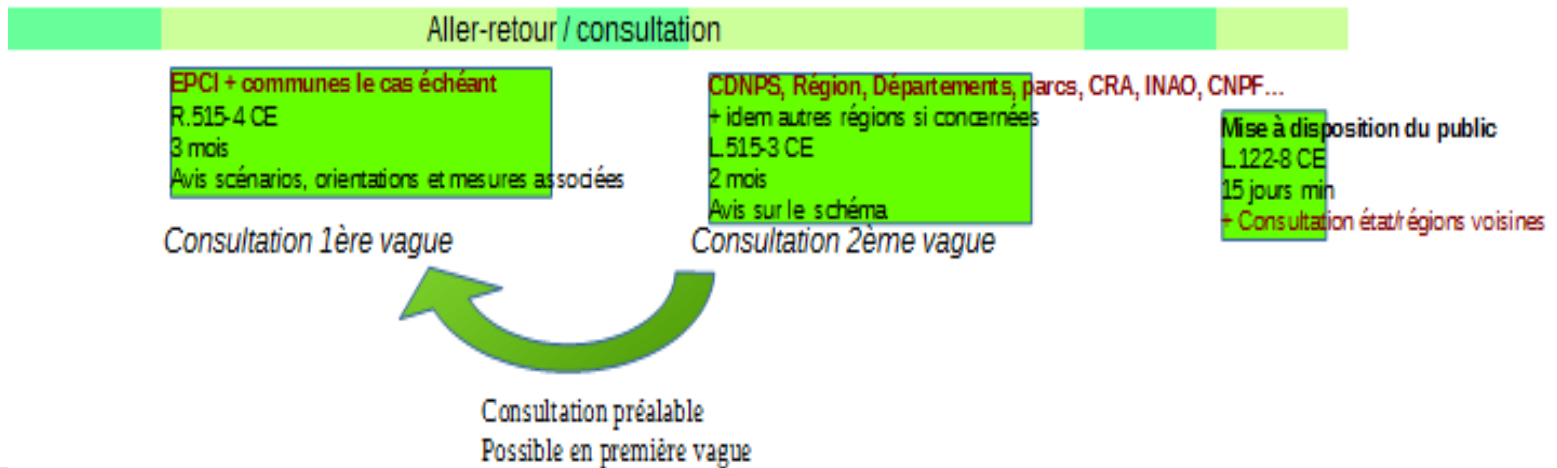 Aller-retour / consultation
EPCI + communes le cas échéant
R.515-4 CE
3 mois
Avis scénarios, orientations et mesures associées
Consultation 1ère vague
CDNPS, Région, Départements, parcs, CRA, INAO, CNPF...
+ idem autres régions si concernées
L.515-3 CE
2 mois
Avis sur le schéma
Consultation 2ème vague
Mise à disposition du public
L.122-8 CE
15 jours min
+ Consultation état/régions voisines
Consultation préalable
Possible en première vague